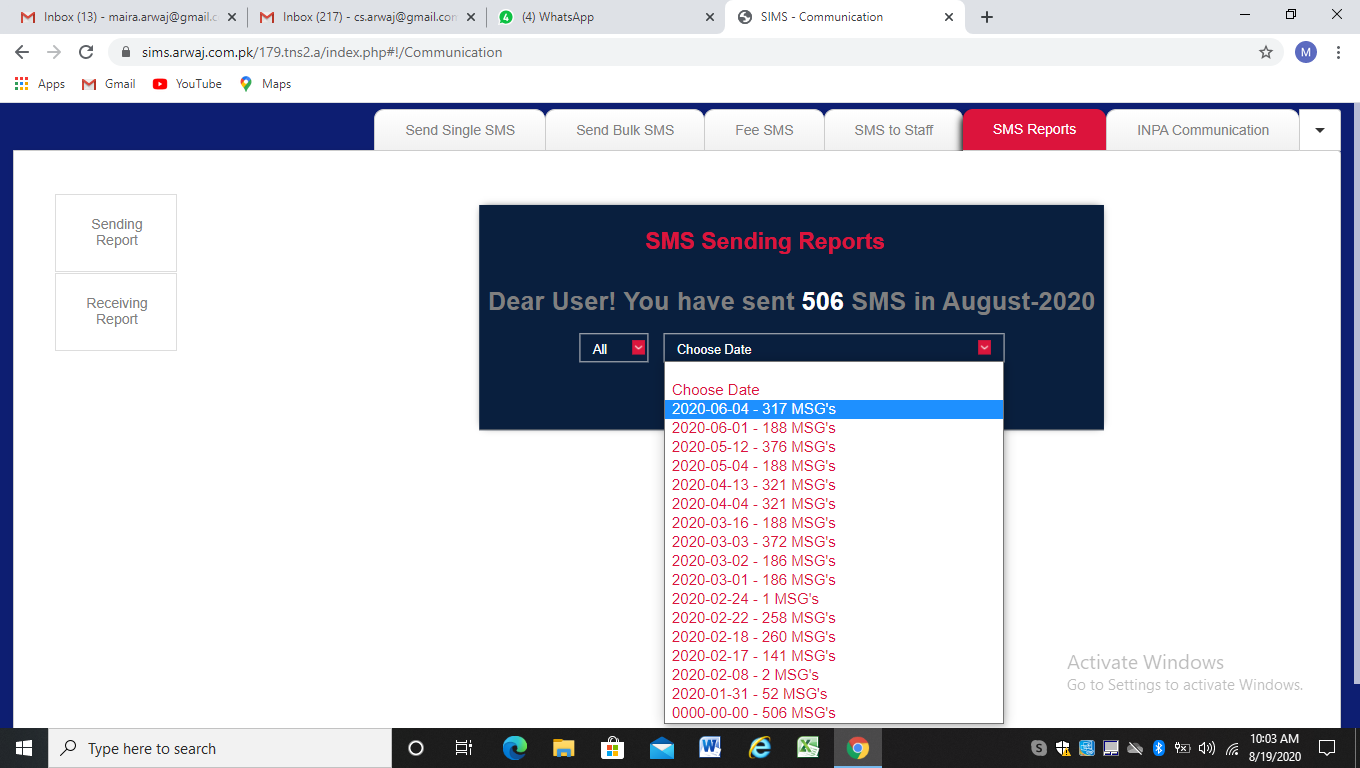 Inbox (13) - maira.arwaj@gmail.c
Inbox (217) - cs.arwaj@gmail.con
(4) WhatsApp
SIMS - Communication
sims.arwaj.com.pk/179.tns2.a/index.php#!/Communication
M
Apps
Gmail
YouTube
Maps
Send Single SMS
Send Bulk SMS
Fee SMS
SMS to Staff
SMS Reports
INPA Communication
Sending
Report
Receiving
Report
SMS Sending Reports
Dear User! You have sent 506 SMS in August-2020
All
Choose Date
Choose Date
2020-06-04 - 317 MSG's
2020-06-01 - 188 MSG's
2020-05-12 - 376 MSG's
2020-05-04 - 188 MSG's
2020-04-13 - 321 MSG's
2020-04-04 - 321 MSG's
2020-03-16 - 188 MSG's
2020-03-03 - 372 MSG's
2020-03-02 - 186 MSG's
2020-03-01 - 186 MSG's
2020-02-24 - 1 MSG's
2020-02-22 - 258 MSG's
2020-02-18 - 260 MSG's
2020-02-17 - 141 MSG's
2020-02-08 - 2 MSG's
2020-01-31 - 52 MSG's
0000-00-00 - 506 MSG's
Activate Windows
Go to Settings to activate Windows.
Type here to search
10:03 AM
8/19/2020